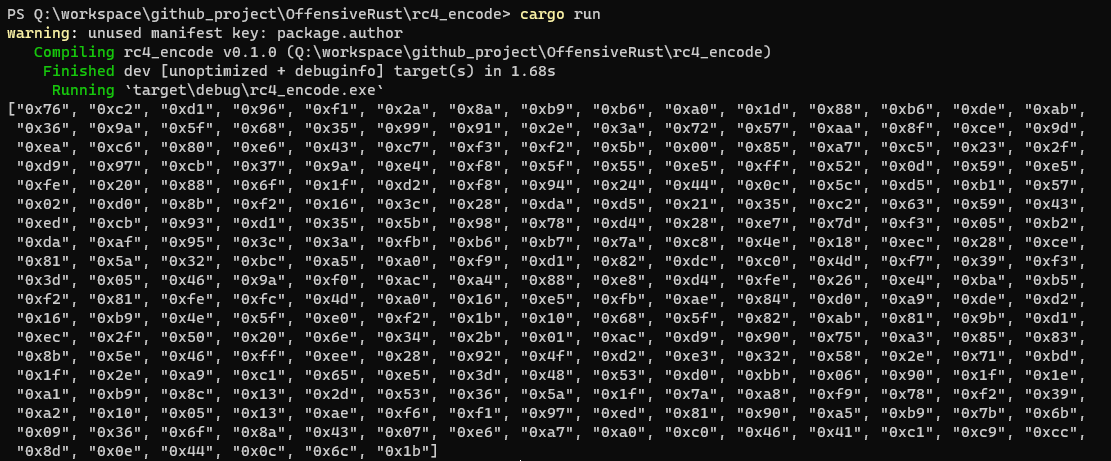 PS Q:\workspace\github_project\OffensiveRust\rc4_encode> cargo run
warning: unused manifest key: package.author
   Compiling rc4_encode v0.1.0 (Q:\workspace\github_project\OffensiveRust\rc4_encode)
    Finished dev [unoptimized + debuginfo] target(s) in 1.68s
     Running `target\debug\rc4_encode.exe`
["0x76", "0xc2", "0xd1", "0x96", "0xf1", "0x2a", "0x8a", "0xb9", "0xb6", "0xa0", "0x1d", "0x88", "0xb6", "0xde", "0xab",
 "0x36", "0x9a", "0x5f", "0x68", "0x35", "0x99", "0x91", "0x2e", "0x3a", "0x72", "0x57", "0xaa", "0x8f", "0xce", "0x9d",
 "0xea", "0xc6", "0x80", "0xe6", "0x43", "0xc7", "0xf3", "0xf2", "0x5b", "0x00", "0x85", "0xa7", "0xc5", "0x23", "0x2f",
 "0xd9", "0x97", "0xcb", "0x37", "0x9a", "0xe4", "0xf8", "0x5f", "0x55", "0xe5", "0xff", "0x52", "0x0d", "0x59", "0xe5",
 "0xfe", "0x20", "0x88", "0x6f", "0x1f", "0xd2", "0xf8", "0x94", "0x24", "0x44", "0x0c", "0x5c", "0xd5", "0xb1", "0x57",
 "0x02", "0xd0", "0x8b", "0xf2", "0x16", "0x3c", "0x28", "0xda", "0xd5", "0x21", "0x35", "0xc2", "0x63", "0x59", "0x43",
 "0xed", "0xcb", "0x93", "0xd1", "0x35", "0x5b", "0x98", "0x78", "0xd4", "0x28", "0xe7", "0x7d", "0xf3", "0x05", "0xb2",
 "0xda", "0xaf", "0x95", "0x3c", "0x3a", "0xfb", "0xb6", "0xb7", "0x7a", "0xc8", "0x4e", "0x18", "0xec", "0x28", "0xce",
 "0x81", "0x5a", "0x32", "0xbc", "0xa5", "0xa0", "0xf9", "0xd1", "0x82", "0xdc", "0xc0", "0x4d", "0xf7", "0x39", "0xf3",
 "0x3d", "0x05", "0x46", "0x9a", "0xf0", "0xac", "0xa4", "0x88", "0xe8", "0xd4", "0xfe", "0x26", "0xe4", "0xba", "0xb5",
 "0xf2", "0x81", "0xfe", "0xfc", "0x4d", "0xa0", "0x16", "0xe5", "0xfb", "0xae", "0x84", "0xd0", "0xa9", "0xde", "0xd2",
 "0x16", "0xb9", "0x4e", "0x5f", "0xe0", "0xf2", "0x1b", "0x10", "0x68", "0x5f", "0x82", "0xab", "0x81", "0x9b", "0xd1",
 "0xec", "0x2f", "0x50", "0x20", "0x6e", "0x34", "0x2b", "0x01", "0xac", "0xd9", "0x90", "0x75", "0xa3", "0x85", "0x83",
 "0x8b", "0x5e", "0x46", "0xff", "0xee", "0x28", "0x92", "0x4f", "0xd2", "0xe3", "0x32", "0x58", "0x2e", "0x71", "0xbd",
 "0x1f", "0x2e", "0xa9", "0xc1", "0x65", "0xe5", "0x3d", "0x48", "0x53", "0xd0", "0xbb", "0x06", "0x90", "0x1f", "0x1e",
 "0xa1", "0xb9", "0x8c", "0x13", "0x2d", "0x53", "0x36", "0x5a", "0x1f", "0x7a", "0xa8", "0xf9", "0x78", "0xf2", "0x39",
 "0xa2", "0x10", "0x05", "0x13", "0xae", "0xf6", "0xf1", "0x97", "0xed", "0x81", "0x90", "0xa5", "0xb9", "0x7b", "0x6b",
 "0x09", "0x36", "0x6f", "0x8a", "0x43", "0x07", "0xe6", "0xa7", "0xa0", "0xc0", "0x46", "0x41", "0xc1", "0xc9", "0xcc",
 "0x8d", "0x0e", "0x44", "0x0c", "0x6c", "0x1b"]